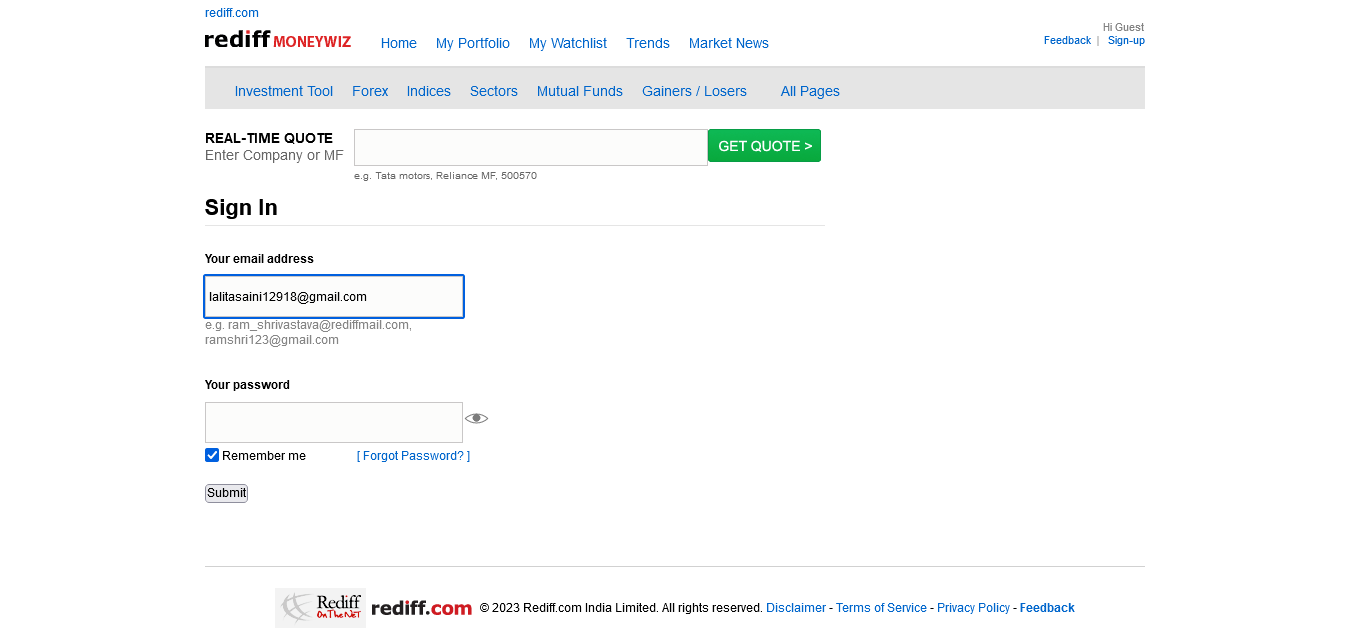 rediff.com
rediff MONEYWIZ
Home My Portfolio My Watchlist Trends Market News
Hi Guest
Feedback | Sign-up
Investment Tool Forex Indices Sectors Mutual Funds Gainers / Losers All Pages
REAL-TIME QUOTE
Enter Company or MF
GET QUOTE >
e.g. Tata motors, Reliance MF, 500570
Sign In
Your email address
lalitasaini12918@gmail.com
e.g. ram_shrivastava@rediffmail.com,
ramshri123@gmail.com
Your password
Remember me [ Forgot Password? ]
Submit
Rediff
On The NeT
rediff.com © 2023 Rediff.com India Limited. All rights reserved. Disclaimer - Terms of Service - Privacy Policy - Feedback